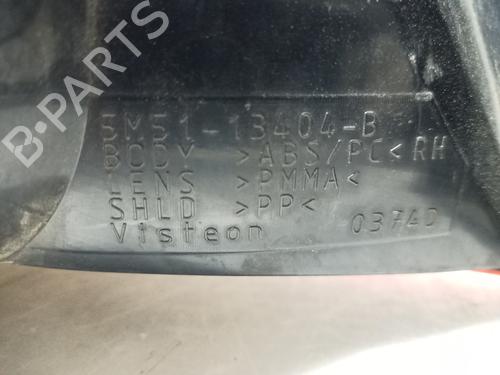 5M51-13404-B
BODY >ABS/PC< RH
LENS >PMMA<
SHLD >PP<
Visteon 0374D
B-PARTS